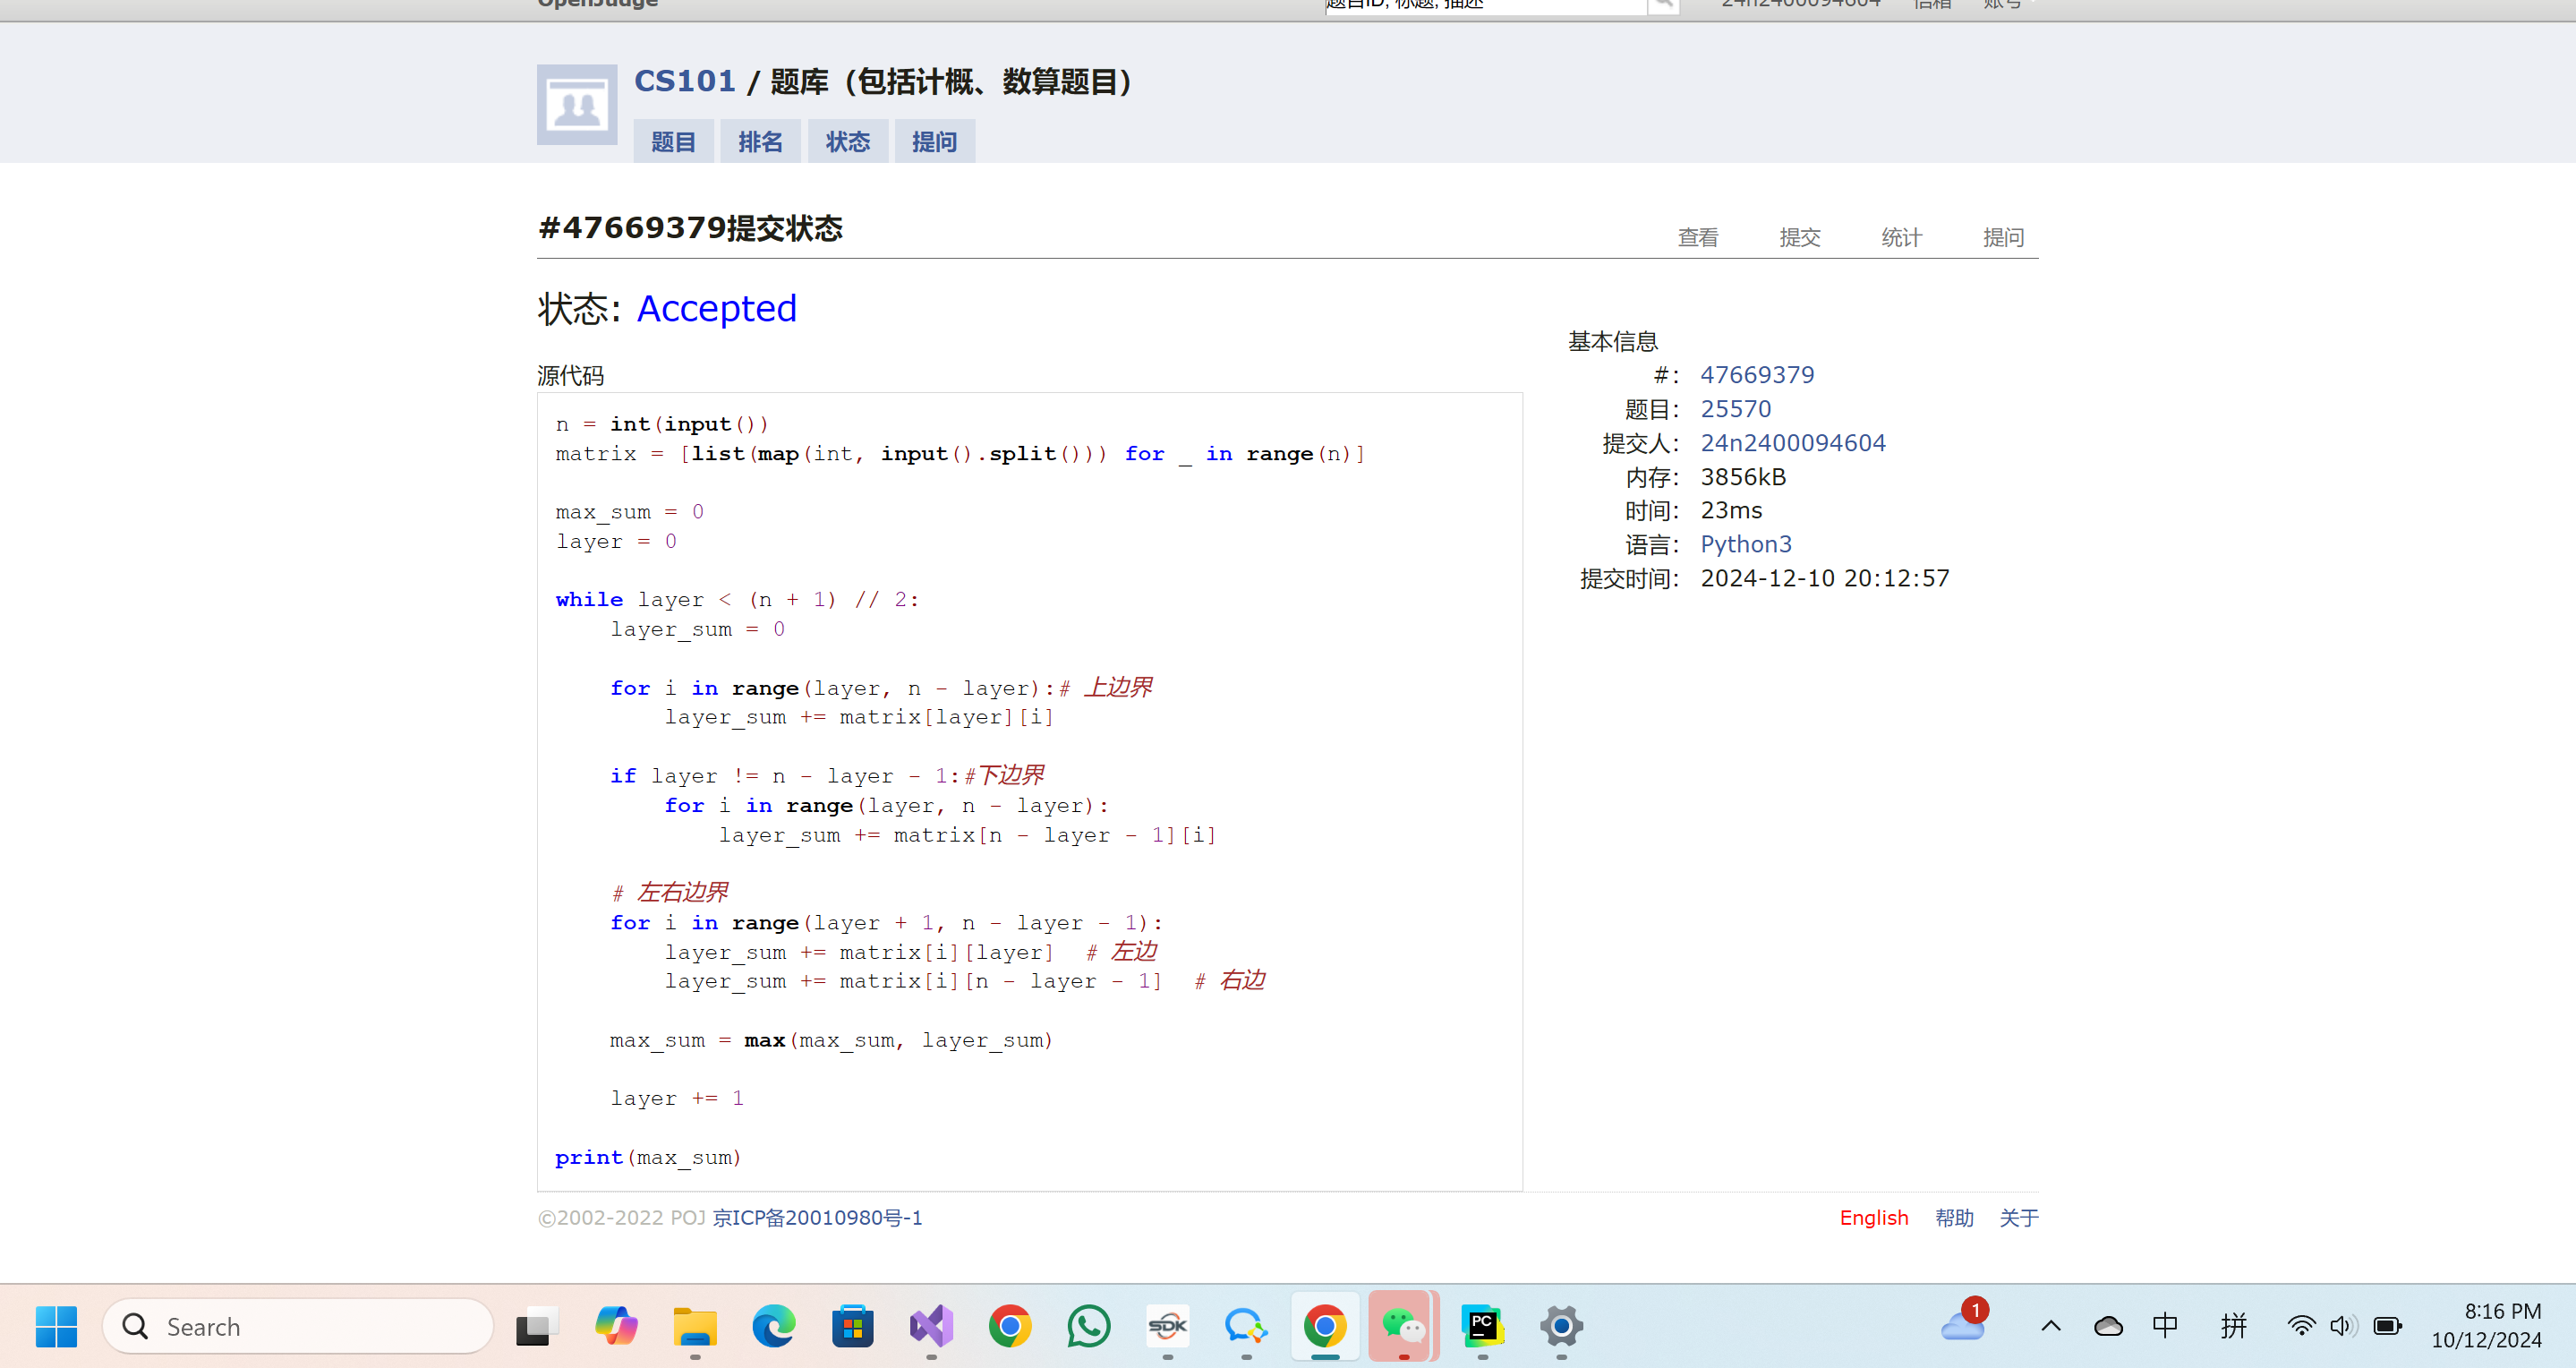 OpenJudge
题目ID, 标题, 描述
24n2400094604 信箱 账号
CS101 / 题库（包括计概、数算题目）
题目 排名 状态 提问
#47669379提交状态
查看 提交 统计 提问
状态: Accepted
源代码
n = int(input())
matrix = [list(map(int, input().split())) for _ in range(n)]
max_sum = 0
layer = 0
while layer < (n + 1) // 2:
    layer_sum = 0
    for i in range(layer, n - layer):# 上边界
        layer_sum += matrix[layer][i]
    if layer != n - layer - 1:#下边界
        for i in range(layer, n - layer):
            layer_sum += matrix[n - layer - 1][i]
    # 左右边界
    for i in range(layer + 1, n - layer - 1):
        layer_sum += matrix[i][layer]  # 左边
        layer_sum += matrix[i][n - layer - 1]  # 右边
    max_sum = max(max_sum, layer_sum)
    layer += 1
print(max_sum)
基本信息
#: 47669379
题目: 25570
提交人: 24n2400094604
内存: 3856kB
时间: 23ms
语言: Python3
提交时间: 2024-12-10 20:12:57
©2002-2022 POJ 京ICP备20010980号-1
English 帮助 关于
Search
SDK
PC
1
中
拼
8:16 PM
10/12/2024